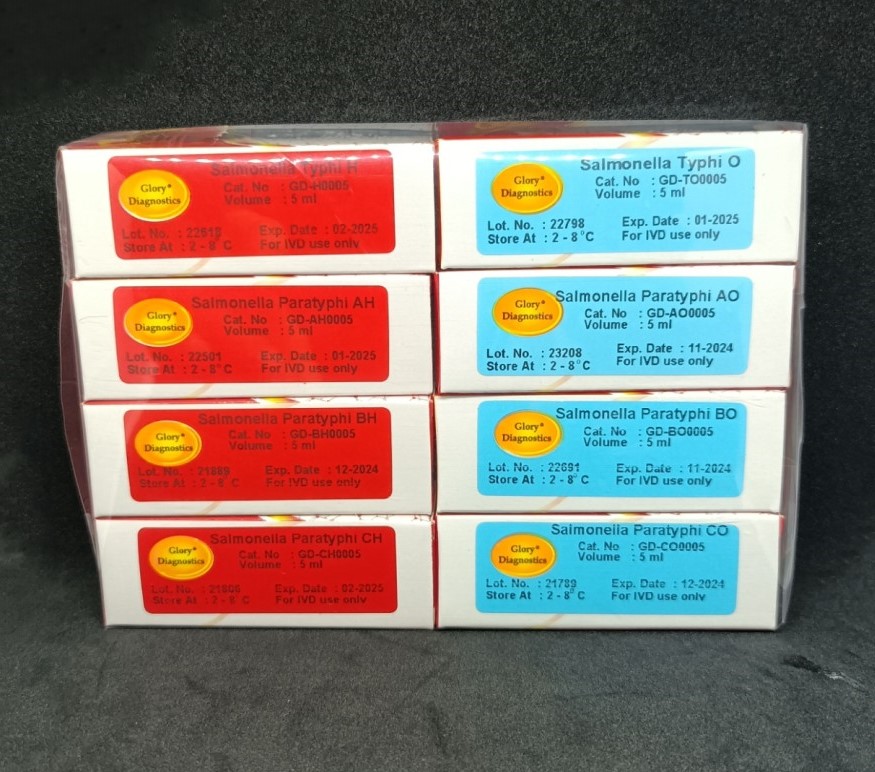 Salmonella Typhi H
Glory*
Diagnostics
Cat. No : GD-H0005
Volume : 5 ml
Lot. No. :
Exp. Date : 02-2025
Store At : 2 - 8°C
For IVD use only
Salmonella Typhi O
Glory*
Diagnostics
Cat. No : GD-TO0005
Volume : 5 ml
Lot. No. : 22798
Exp. Date : 01-2025
Store At : 2 - 8°C
For IVD use only
Salmonella Paratyphi AH
Glory*
Diagnostics
Cat. No : GD-AH0005
Volume : 5 ml
Lot. No. : 22501
Exp. Date : 01-2025
Store At : 2 - 8°C
For IVD use only
Salmonella Paratyphi AO
Glory*
Diagnostics
Cat. No : GD-AO0005
Volume : 5 ml
Lot. No. : 23208
Exp. Date : 11-2024
Store At : 2 - 8°C
For IVD use only
Salmonella Paratyphi BH
Glory*
Diagnostics
Cat. No : GD-BH0005
Volume : 5 ml
Lot. No. :
Exp. Date : 12-2024
Store At : 2 - 8°C
For IVD use only
Salmonella Paratyphi BO
Glory*
Diagnostics
Cat. No : GD-BO0005
Volume : 5 ml
Lot. No. : 22691
Exp. Date : 11-2024
Store At : 2 - 8°C
For IVD use only
Salmonella Paratyphi CH
Glory*
Diagnostics
Cat. No : GD-CH0005
Volume : 5 ml
Lot. No. :
Exp. Date : 02-2025
Store At : 2 - 8°C
For IVD use only
Salmonella Paratyphi CO
Glory*
Diagnostics
Cat. No : GD-CO0005
Volume : 5 ml
Lot. No. : 21789
Exp. Date : 12-2024
Store At : 2 - 8°C
For IVD use only